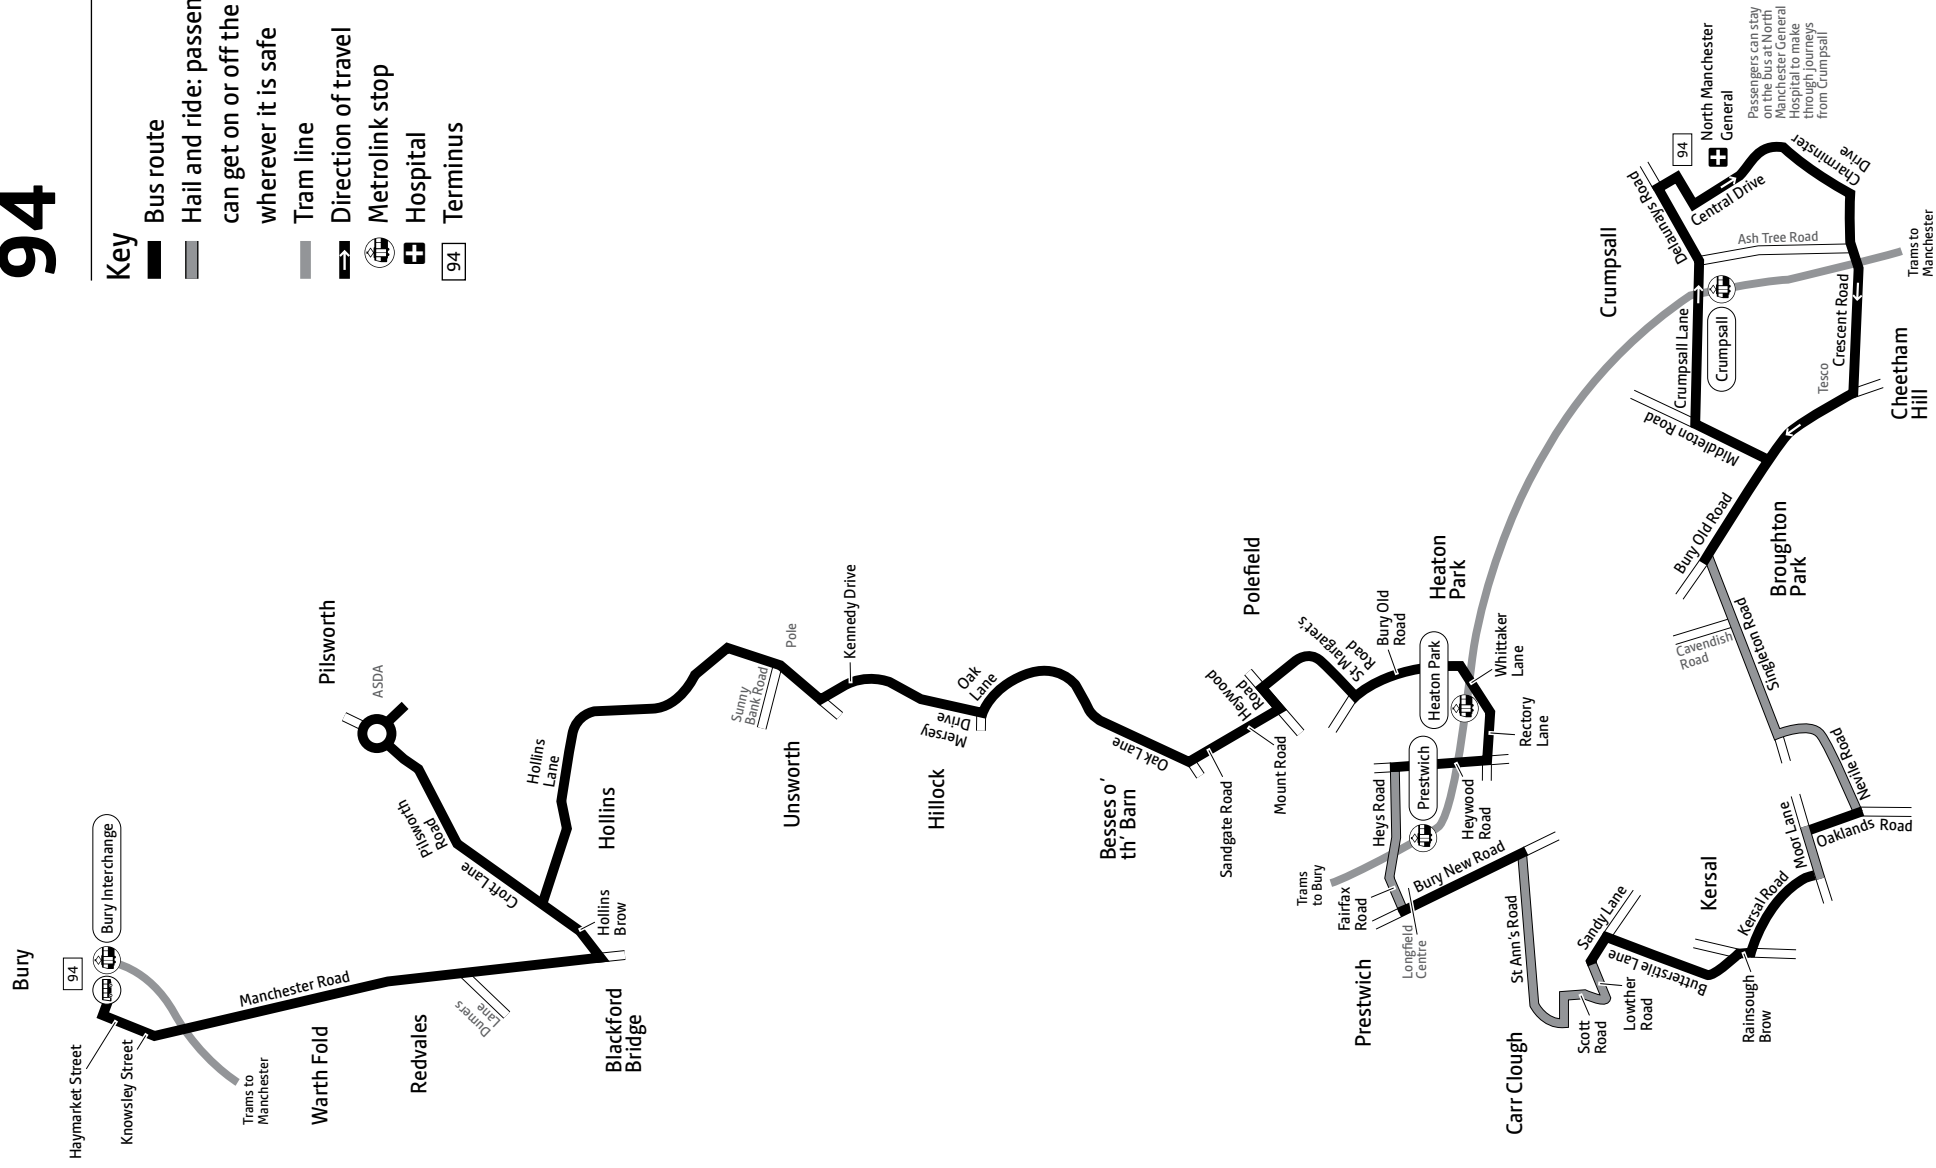 94
Key
Bus route
Hail and ride: passen
can get on or off the
wherever it is safe
Tram line
Direction of travel
Metrolink stop
Hospital
94 Terminus
Bury
94
Bury Interchange
Haymarket Street
Knowsley Street
Trams to
Manchester
Manchester Road
Warth Fold
Redvales
Dumers
Lane
Blackford
Bridge
Hollins
Brow
Croft Lane
Pilsworth
Road
Pilsworth
ASDA
Hollins
Lane
Hollins
Sunny
Bank Road
Pole
Unsworth
Kennedy Drive
Hillock
Mersey
Drive
Oak
Lane
Besses o’
th’ Barn
Oak Lane
Sandgate Road
Mount Road
Heywood
Road
Polefield
St Margaret’s
Road
Bury Old
Road
Heaton
Park
Heaton Park
Whittaker
Lane
Rectory
Lane
Heywood
Road
Prestwich
Heys Road
Trams
to Bury
Fairfax
Road
Longfield
Centre
Prestwich
Bury New Road
St Ann’s Road
Carr Clough
Scott
Road
Lowther
Road
Sandy Lane
Butterstile Lane
Rainsough
Brow
Kersal
Kersal Road
Moor Lane
Oaklands Road
Nevile Road
Singleton Road
Cavendish
Road
Broughton
Park
Bury Old Road
Middleton Road
Crumpsall Lane
Crumpsall
Crumpsall
Delaunays Road
94
North Manchester
General
Passengers can stay
on the bus at North
Manchester General
Hospital to make
through journeys
from Crumpsall
Central Drive
Charminster
Drive
Ash Tree Road
Crescent Road
Tesco
Cheetham
Hill
Trams to
Manchester